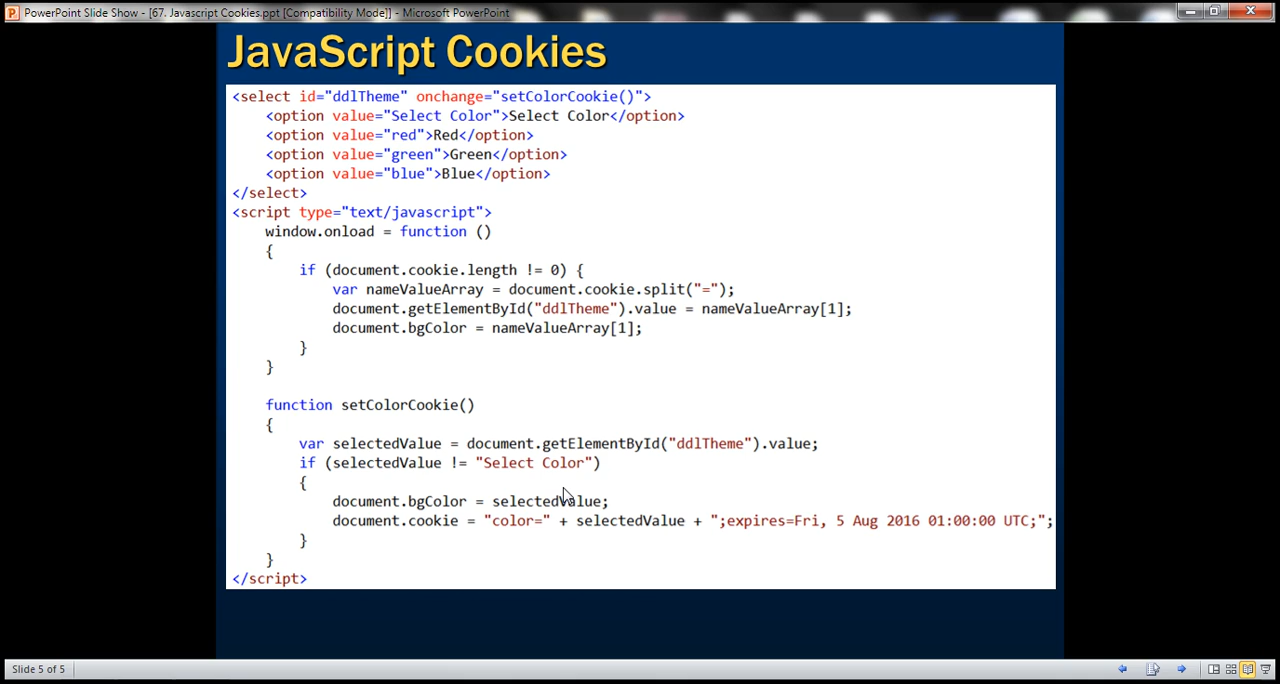 PowerPoint Slide Show - [67. Javascript Cookies.ppt [Compatibility Mode]] - Microsoft PowerPoint
JavaScript Cookies
<select id="ddlTheme" onchange="setColorCookie()">
    <option value="Select Color">Select Color</option>
    <option value="red">Red</option>
    <option value="green">Green</option>
    <option value="blue">Blue</option>
</select>
<script type="text/javascript">
    window.onload = function ()
    {
        if (document.cookie.length != 0) {
            var nameValueArray = document.cookie.split("=");
            document.getElementById("ddlTheme").value = nameValueArray[1];
            document.bgColor = nameValueArray[1];
        }
    }
    function setColorCookie()
    {
        var selectedValue = document.getElementById("ddlTheme").value;
        if (selectedValue != "Select Color")
        {
            document.bgColor = selectedValue;
            document.cookie = "color=" + selectedValue + ";expires=Fri, 5 Aug 2016 01:00:00 UTC;";
        }
    }
</script>
Slide 5 of 5